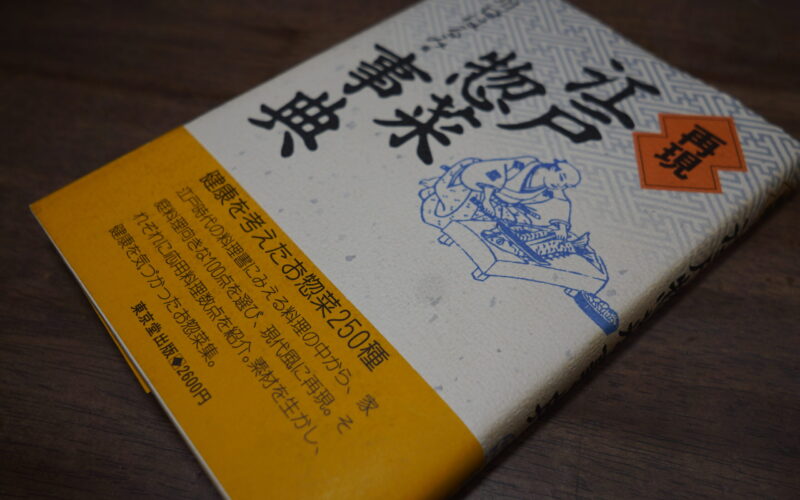 再現
江戸
惣菜
事典
健康を考えたお惣菜250種
江戸時代の料理書にみえる料理の中から、家
庭料理向きな100点を選び、現代風に再現。そ
れぞれに応用料理数点を紹介。素材を生かし、
健康を気づかったお惣菜集。
東京堂出版◆2600円